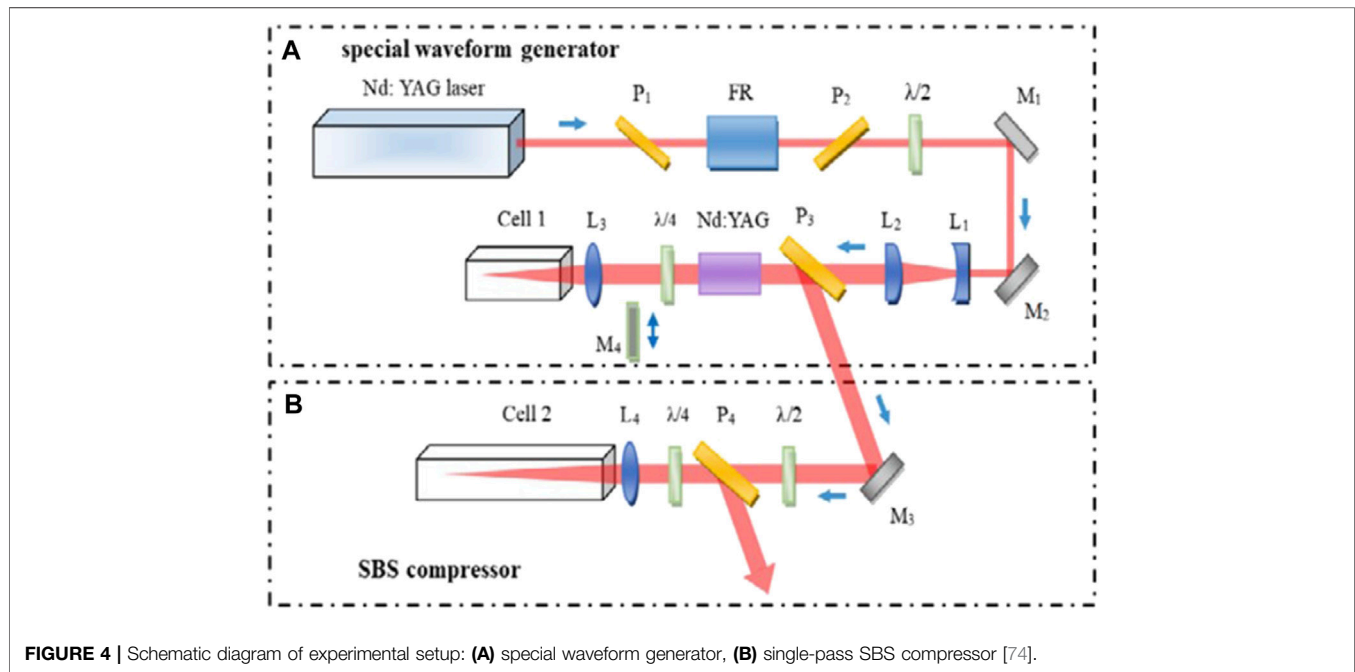 A
special waveform generator
Nd: YAG laser
P₁
FR
P₂
λ/2
M₁
Cell 1
L₃
λ/4
Nd:YAG
P₃
L₂
L₁
M₂
M₄
B
Cell 2
L₄
λ/4
P₄
λ/2
M₃
SBS compressor
FIGURE 4 | Schematic diagram of experimental setup: (A) special waveform generator, (B) single-pass SBS compressor [74].